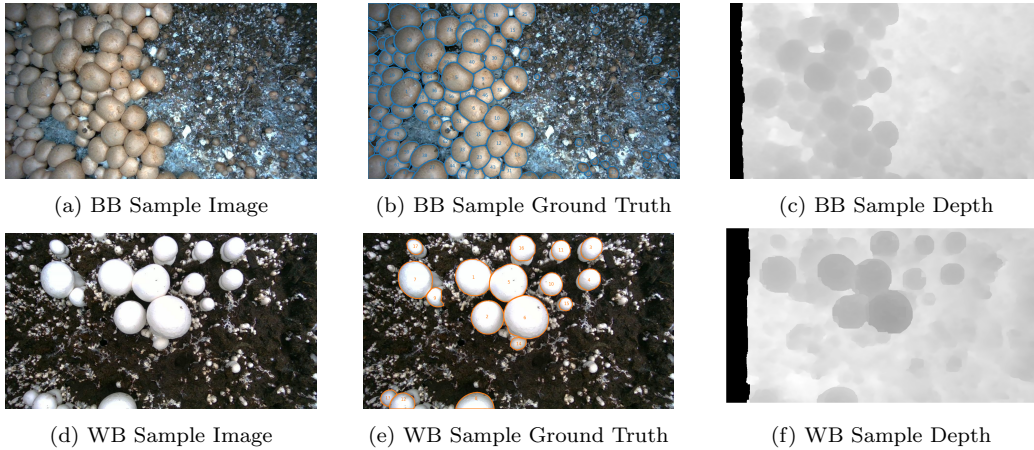 (a) BB Sample Image
(b) BB Sample Ground Truth
(c) BB Sample Depth
(d) WB Sample Image
(e) WB Sample Ground Truth
(f) WB Sample Depth